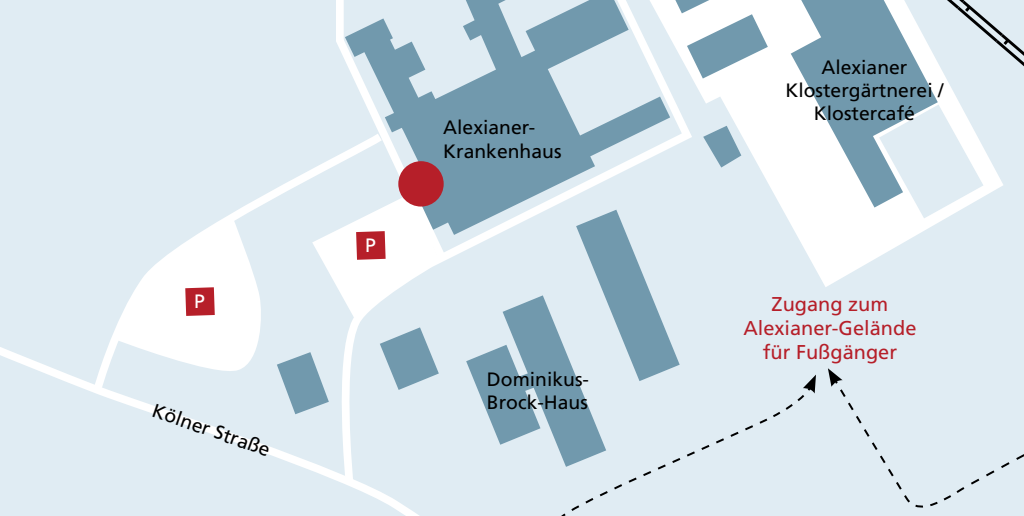 Alexianer
Klostergärtnerei /
Klostercafé
Alexianer-
Krankenhaus
P
P
Zugang zum
Alexianer-Gelände
für Fußgänger
Dominikus-
Brock-Haus
Kölner Straße